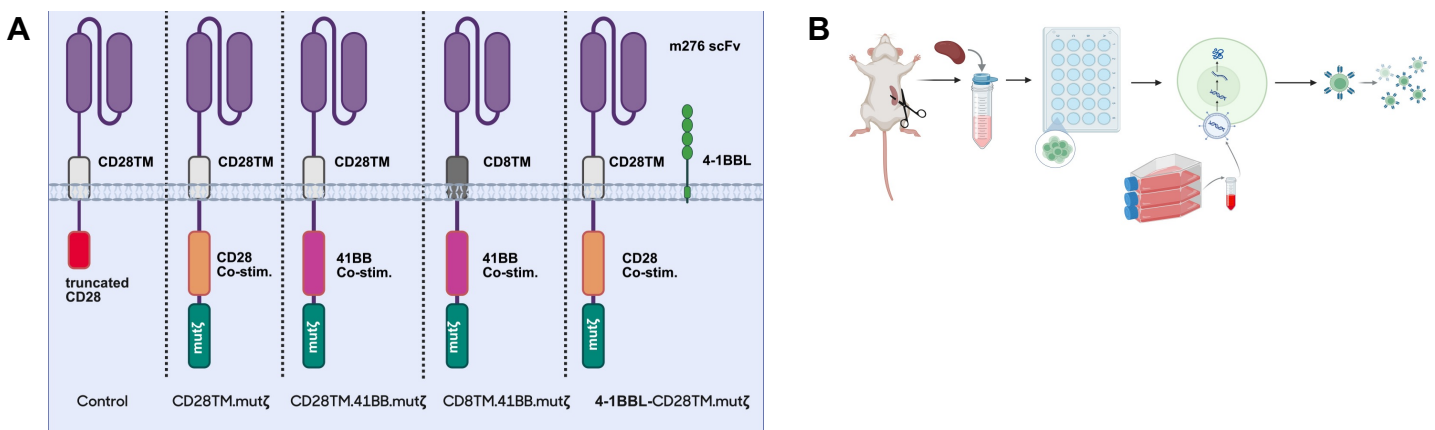 A
B
m276 scFv
CD28TM
CD28TM
CD28TM
CD8TM
CD28TM
4-1BBL
truncated
CD28
CD28
Co-stim.
41BB
Co-stim.
41BB
Co-stim.
CD28
Co-stim.
mutζ
mutζ
mutζ
mutζ
Control
CD28TM.mutζ
CD28TM.41BB.mutζ
CD8TM.41BB.mutζ
4-1BBL-CD28TM.mutζ